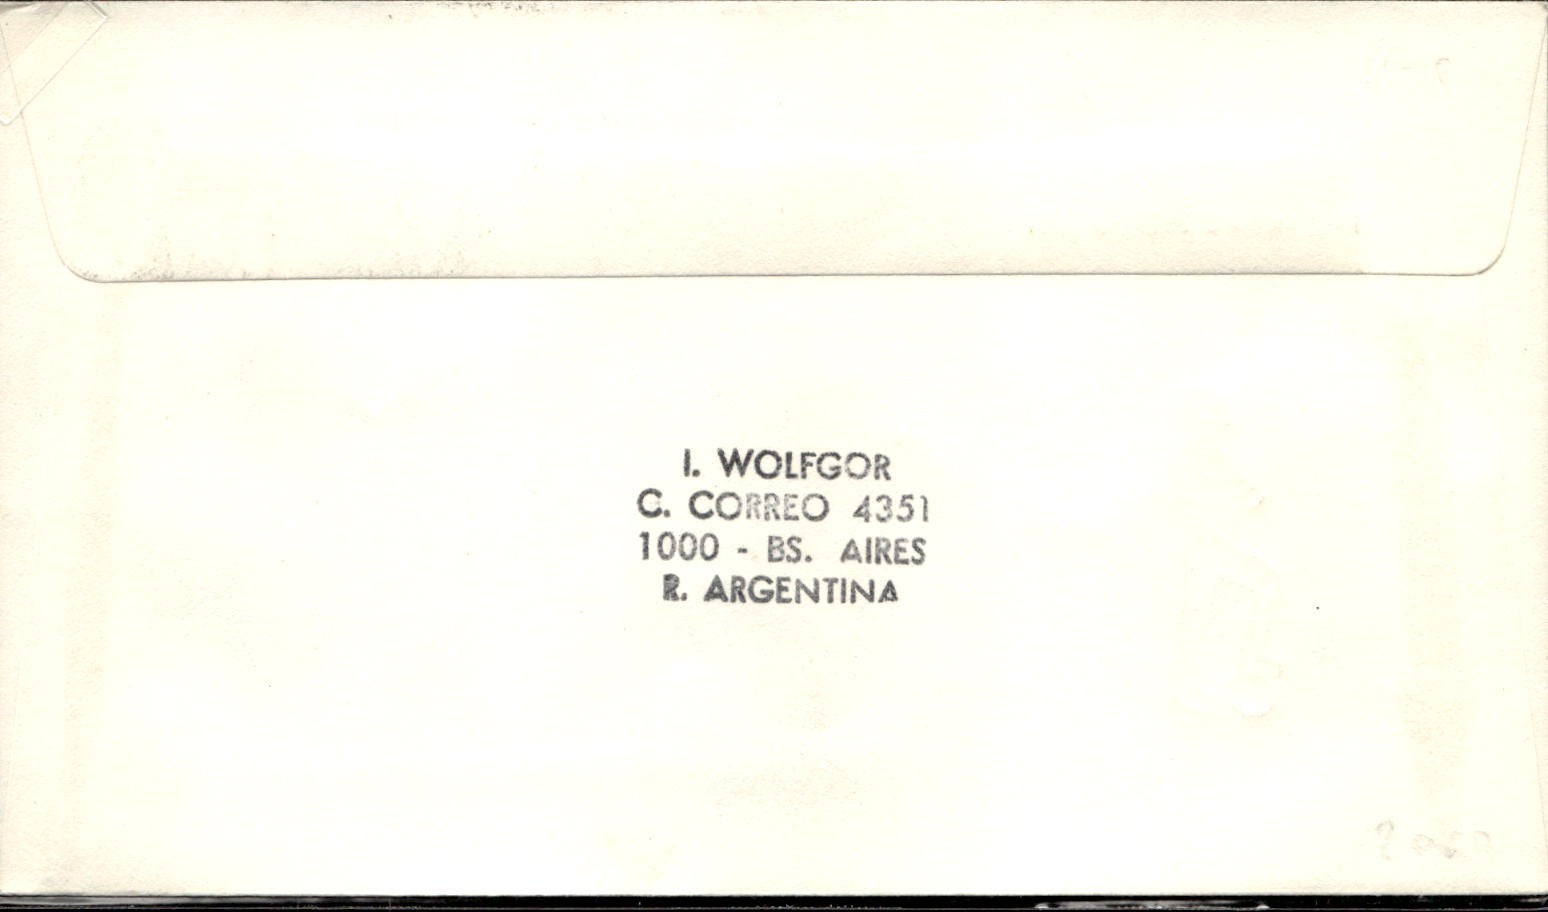 I. WOLFGOR
C. CORREO 4351
1000 - BS. AIRES
R. ARGENTINA